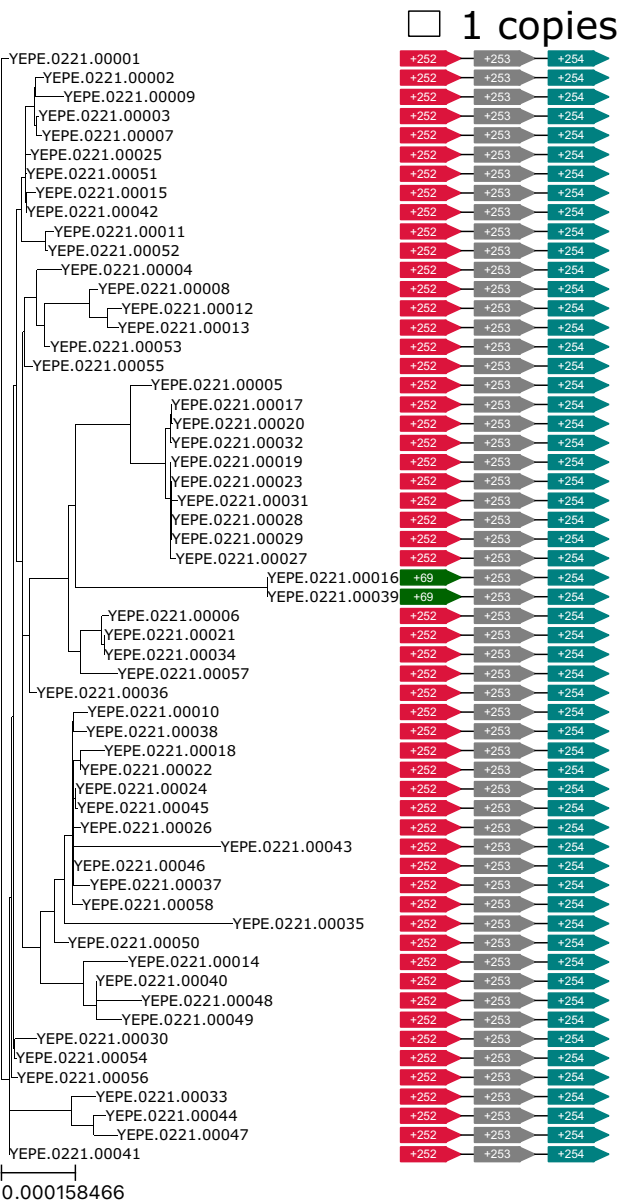 1 copies
YEPE.0221.00001 +252 +253 +254
YEPE.0221.00002 +252 +253 +254
YEPE.0221.00009 +252 +253 +254
YEPE.0221.00003 +252 +253 +254
YEPE.0221.00007 +252 +253 +254
YEPE.0221.00025 +252 +253 +254
YEPE.0221.00051 +252 +253 +254
YEPE.0221.00015 +252 +253 +254
YEPE.0221.00042 +252 +253 +254
YEPE.0221.00011 +252 +253 +254
YEPE.0221.00052 +252 +253 +254
YEPE.0221.00004 +252 +253 +254
YEPE.0221.00008 +252 +253 +254
YEPE.0221.00012 +252 +253 +254
YEPE.0221.00013 +252 +253 +254
YEPE.0221.00053 +252 +253 +254
YEPE.0221.00055 +252 +253 +254
YEPE.0221.00005 +252 +253 +254
YEPE.0221.00017 +252 +253 +254
YEPE.0221.00020 +252 +253 +254
YEPE.0221.00032 +252 +253 +254
YEPE.0221.00019 +252 +253 +254
YEPE.0221.00023 +252 +253 +254
YEPE.0221.00031 +252 +253 +254
YEPE.0221.00028 +252 +253 +254
YEPE.0221.00029 +252 +253 +254
YEPE.0221.00027 +252 +253 +254
YEPE.0221.00016 +69 +253 +254
YEPE.0221.00039 +69 +253 +254
YEPE.0221.00006 +252 +253 +254
YEPE.0221.00021 +252 +253 +254
YEPE.0221.00034 +252 +253 +254
YEPE.0221.00057 +252 +253 +254
YEPE.0221.00036 +252 +253 +254
YEPE.0221.00010 +252 +253 +254
YEPE.0221.00038 +252 +253 +254
YEPE.0221.00018 +252 +253 +254
YEPE.0221.00022 +252 +253 +254
YEPE.0221.00024 +252 +253 +254
YEPE.0221.00045 +252 +253 +254
YEPE.0221.00026 +252 +253 +254
YEPE.0221.00043 +252 +253 +254
YEPE.0221.00046 +252 +253 +254
YEPE.0221.00037 +252 +253 +254
YEPE.0221.00058 +252 +253 +254
YEPE.0221.00035 +252 +253 +254
YEPE.0221.00050 +252 +253 +254
YEPE.0221.00014 +252 +253 +254
YEPE.0221.00040 +252 +253 +254
YEPE.0221.00048 +252 +253 +254
YEPE.0221.00049 +252 +253 +254
YEPE.0221.00030 +252 +253 +254
YEPE.0221.00054 +252 +253 +254
YEPE.0221.00056 +252 +253 +254
YEPE.0221.00033 +252 +253 +254
YEPE.0221.00044 +252 +253 +254
YEPE.0221.00047 +252 +253 +254
YEPE.0221.00041 +252 +253 +254
0.000158466